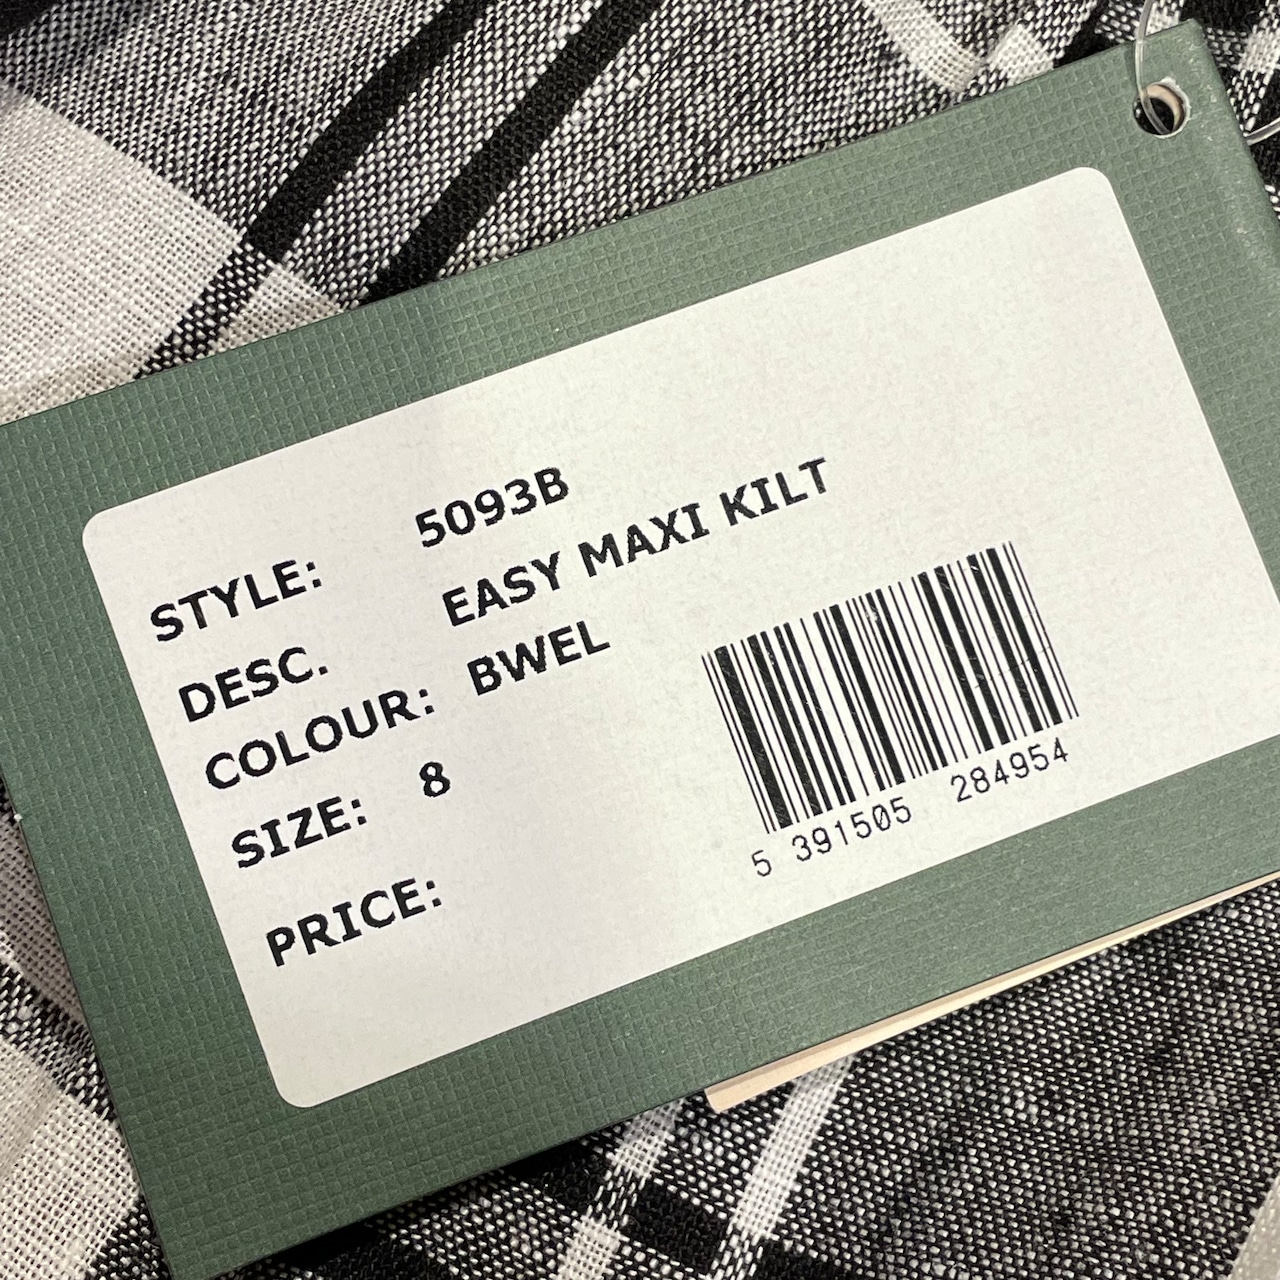 STYLE: 5093B
DESC. EASY MAXI KILT
COLOUR: BWEL
SIZE: 8
PRICE:
5 391505 284954